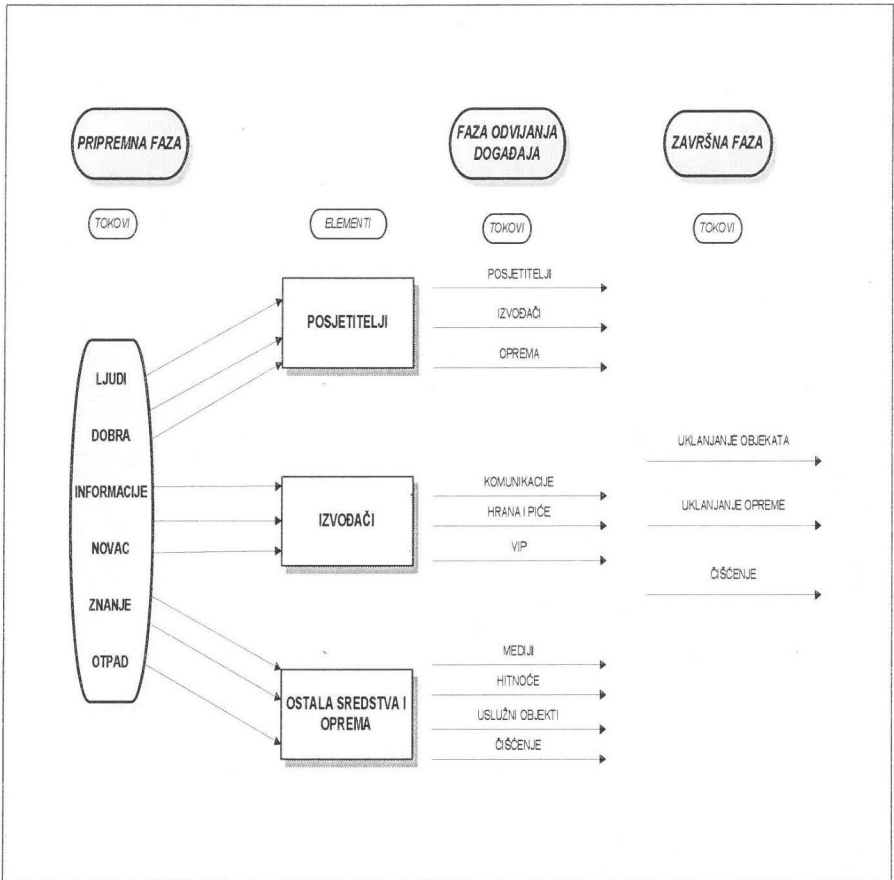 PRIPREMNA FAZA
FAZA ODVIJANJA
DOGAĐAJA
ZAVRŠNA FAZA
TOKOVI
ELEMENTI
TOKOVI
TOKOVI
LJUDI
DOBRA
INFORMACIJE
NOVAC
ZNANJE
OTPAD
POSJETITELJI
IZVOĐAČI
OSTALA SREDSTVA I
OPREMA
POSJETITELJI
IZVOĐAČI
OPREMA
KOMUNIKACIJE
HRANA I PIĆE
VIP
MEDIJI
HITNOĆE
USLUŽNI OBJEKTI
ČIŠĆENJE
UKLANJANJE OBJEKATA
UKLANJANJE OPREME
ČIŠĆENJE